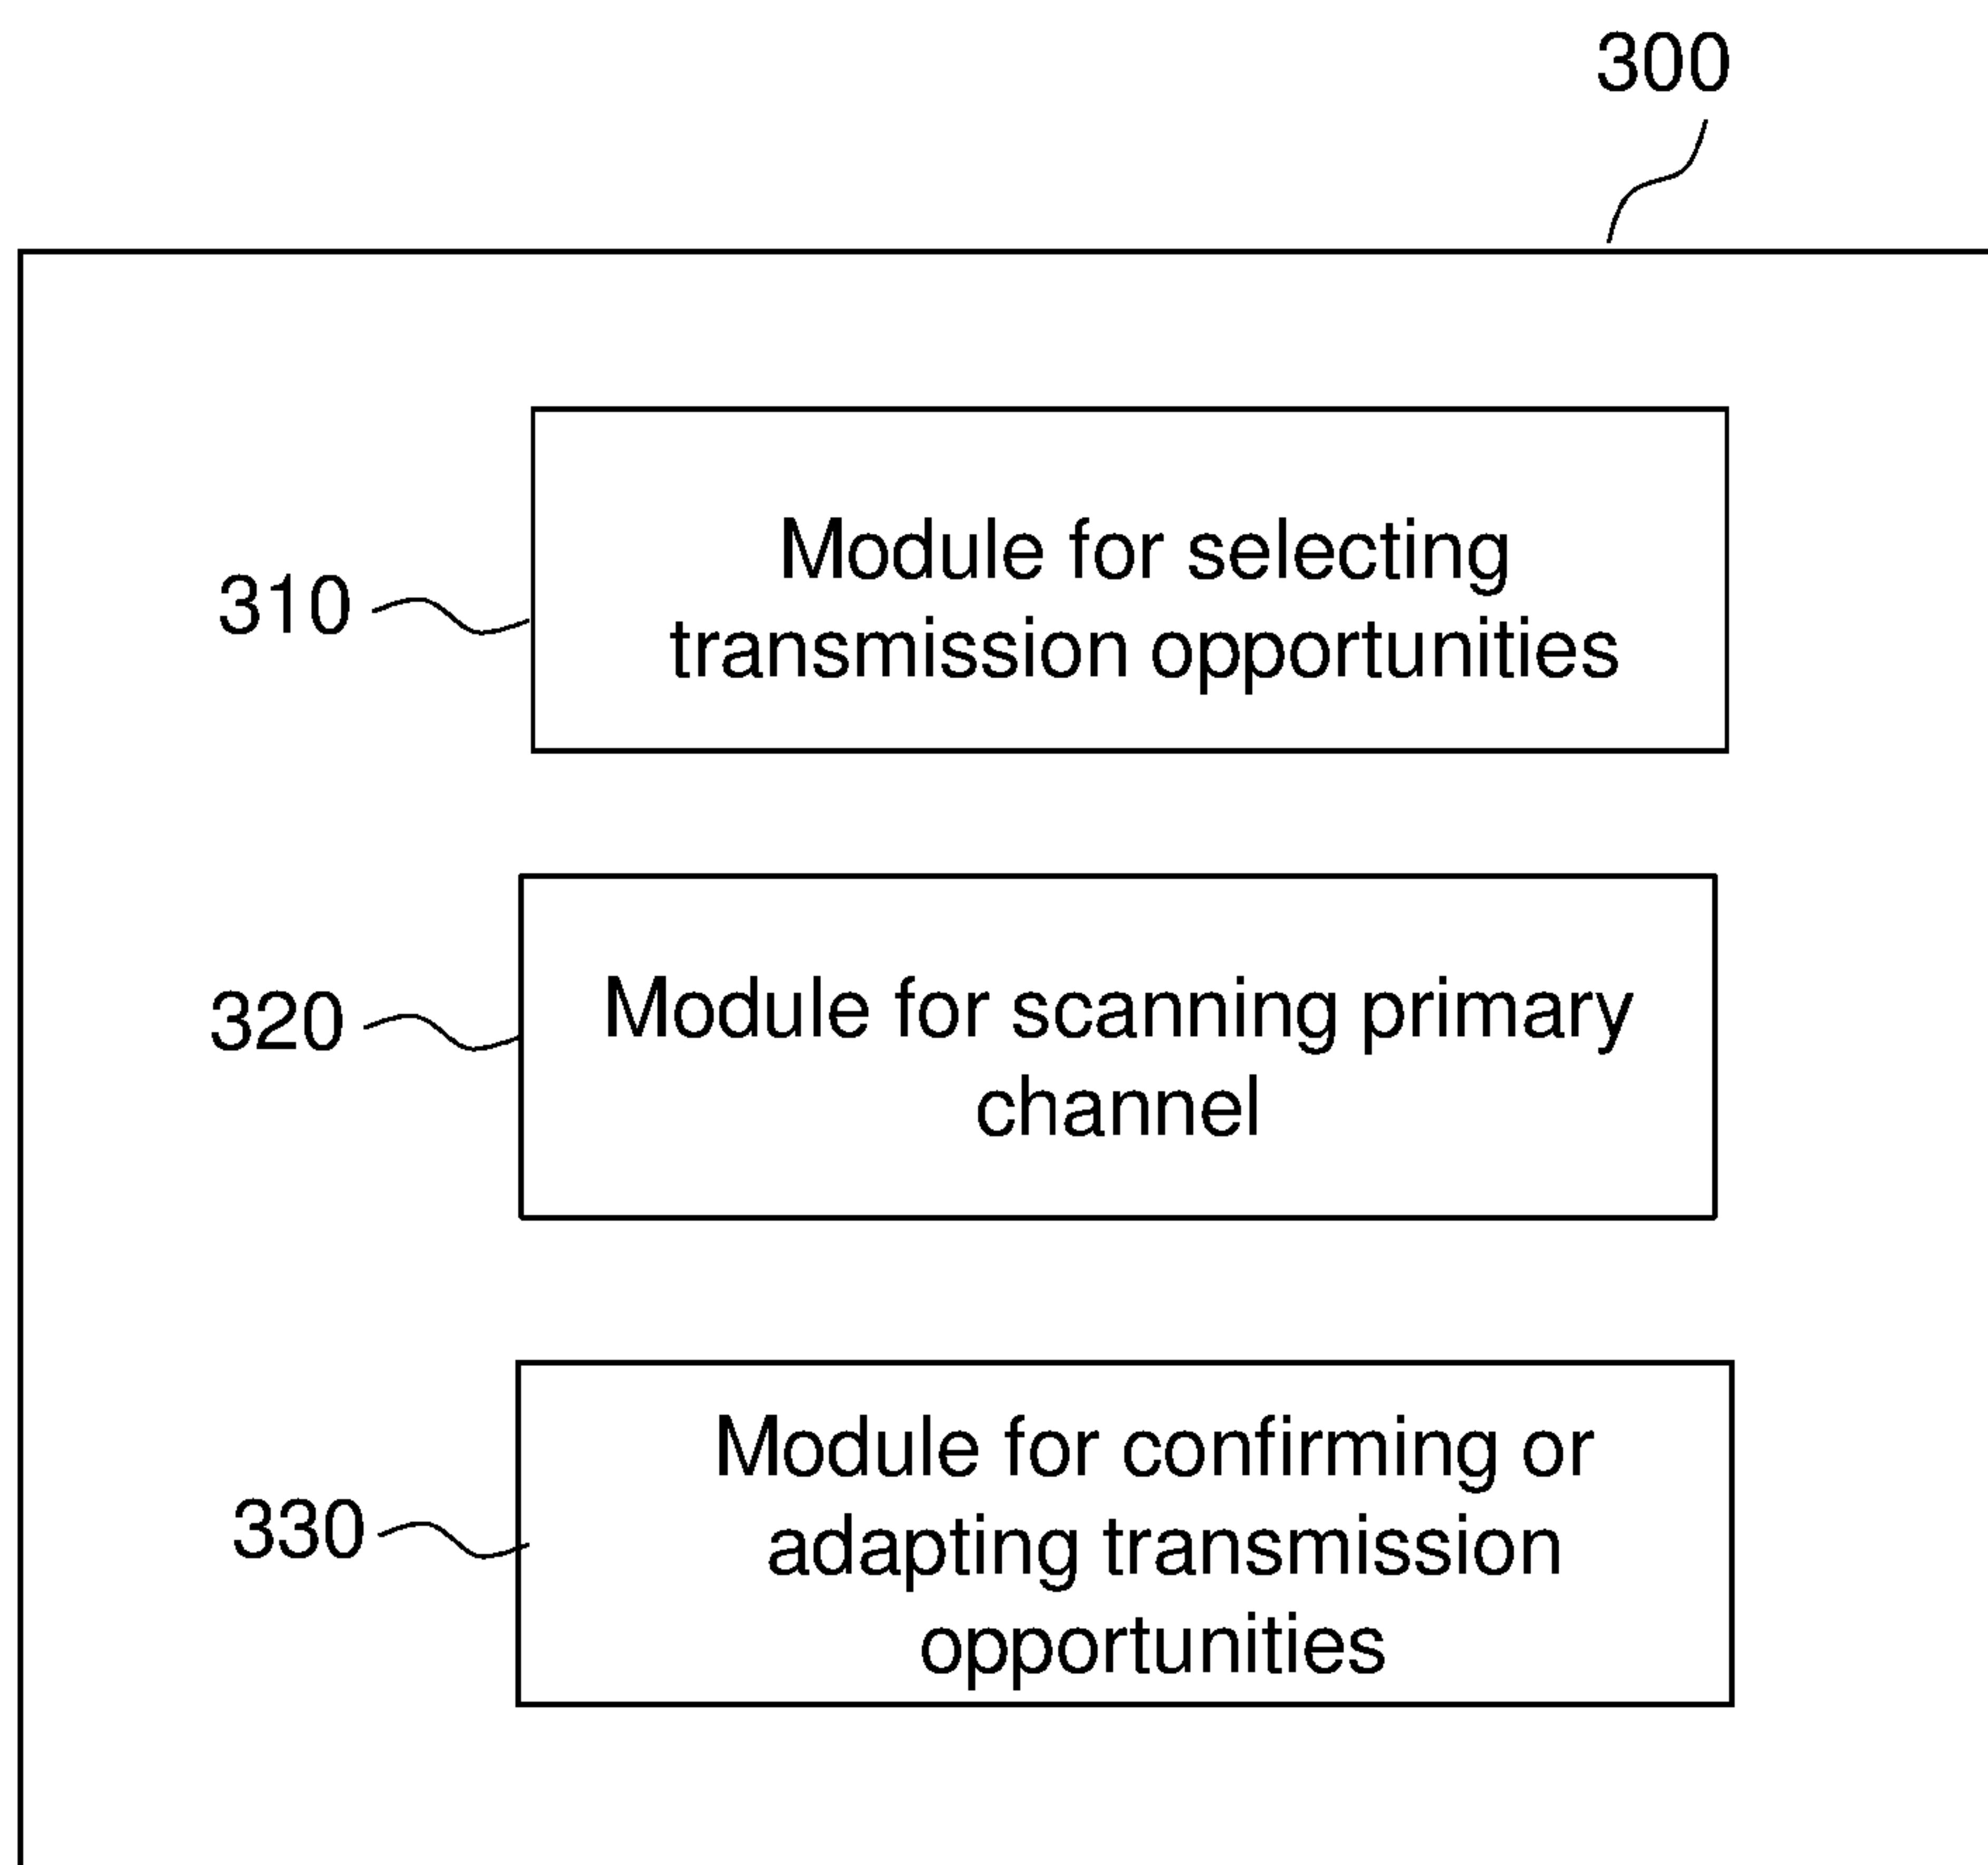 300
310
Module for selecting
transmission opportunities
320
Module for scanning primary
channel
330
Module for confirming or
adapting transmission
opportunities